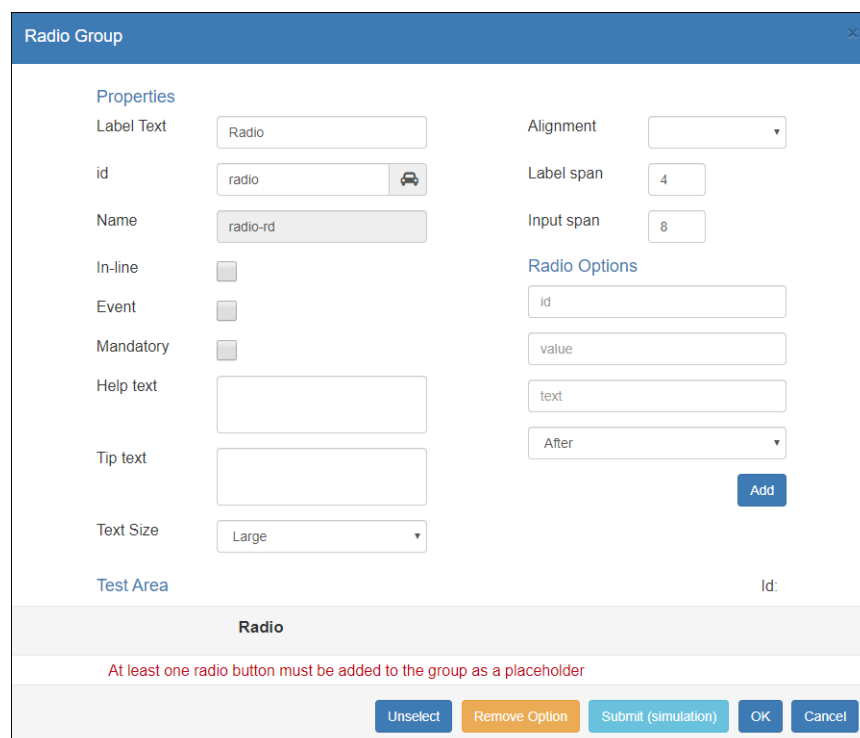 Radio Group
×
Properties
Label Text
Radio
id
radio
Name
radio-rd
In-line
Event
Mandatory
Help text
Tip text
Text Size
Large
Alignment
Label span
4
Input span
8
Radio Options
id
value
text
After
Add
Test Area
Id:
Radio
At least one radio button must be added to the group as a placeholder
Unselect
Remove Option
Submit (simulation)
OK
Cancel